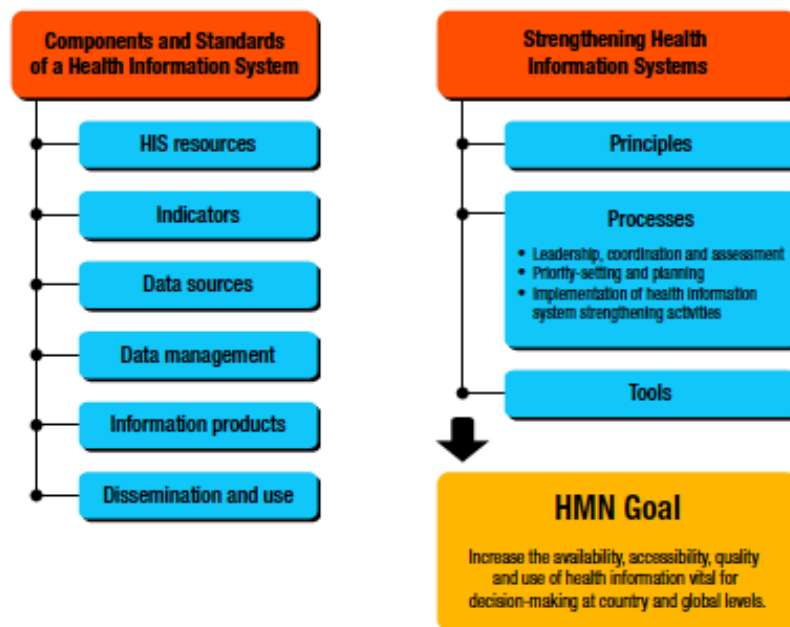 Components and Standards
of a Health Information System
HIS resources
Indicators
Data sources
Data management
Information products
Dissemination and use
Strengthening Health
Information Systems
Principles
Processes
• Leadership, coordination and assessment
• Priority-setting and planning
• Implementation of health information
system strengthening activities
Tools
HMN Goal
Increase the availability, accessibility, quality
and use of health information vital for
decision-making at country and global levels.